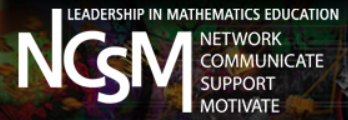 LEADERSHIP IN MATHEMATICS EDUCATION
NCSM
NETWORK
COMMUNICATE
SUPPORT
MOTIVATE